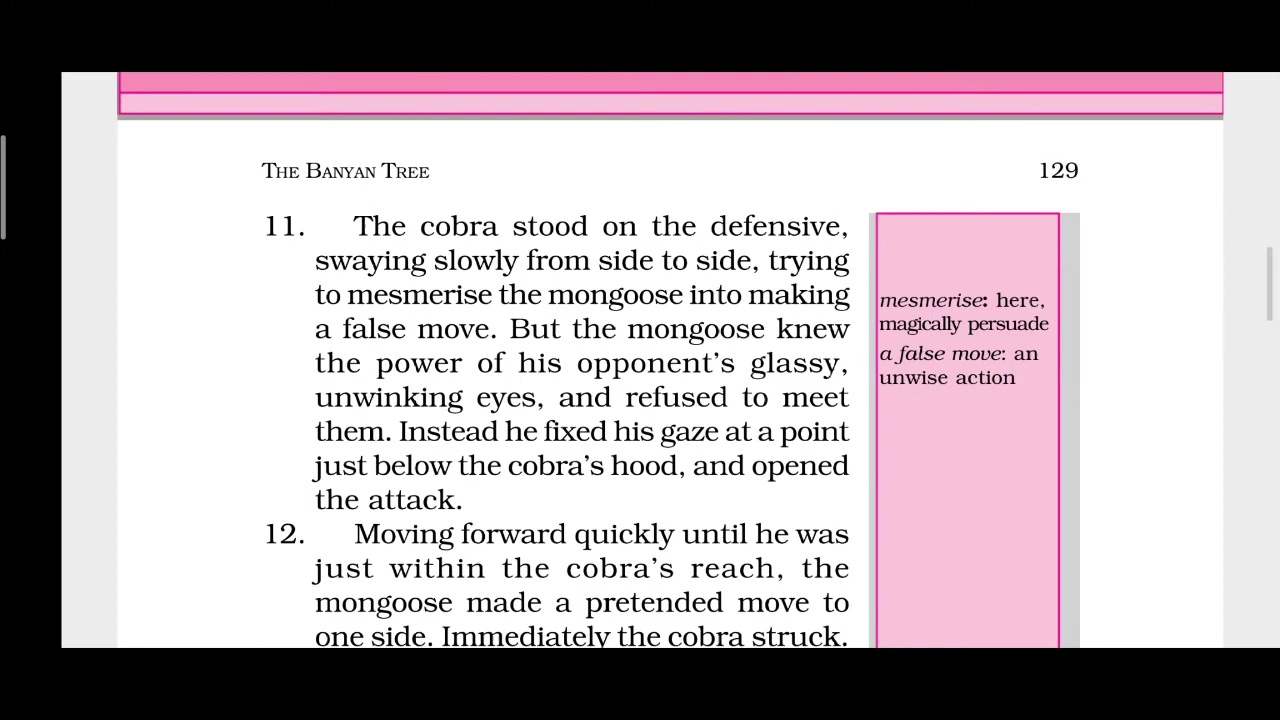 THE BANYAN TREE
129
11. The cobra stood on the defensive,
swaying slowly from side to side, trying
to mesmerise the mongoose into making
a false move. But the mongoose knew
the power of his opponent's glassy,
unwinking eyes, and refused to meet
them. Instead he fixed his gaze at a point
just below the cobra's hood, and opened
the attack.
12. Moving forward quickly until he was
just within the cobra's reach, the
mongoose made a pretended move to
one side. Immediately the cobra struck.
mesmerise: here,
magically persuade
a false move: an
unwise action